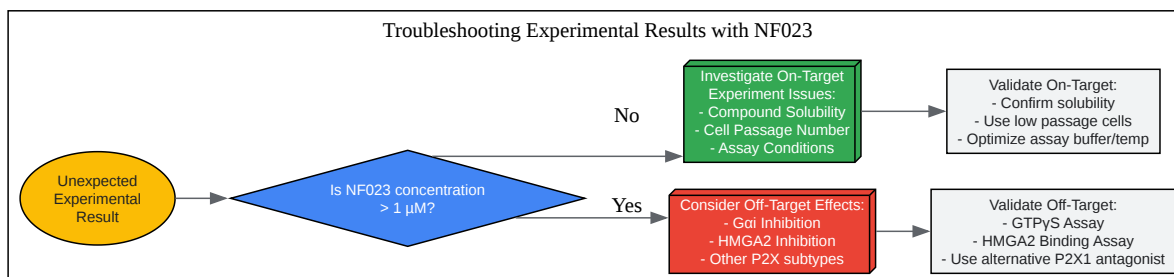 Troubleshooting Experimental Results with NF023
Unexpected
Experimental
Result
Is NF023 concentration
> 1 µM?
No
Investigate On-Target
Experiment Issues:
- Compound Solubility
- Cell Passage Number
- Assay Conditions
Validate On-Target:
- Confirm solubility
- Use low passage cells
- Optimize assay buffer/temp
Yes
Consider Off-Target Effects:
- Gαi Inhibition
- HMGA2 Inhibition
- Other P2X subtypes
Validate Off-Target:
- GTPγS Assay
- HMGA2 Binding Assay
- Use alternative P2X1 antagonist